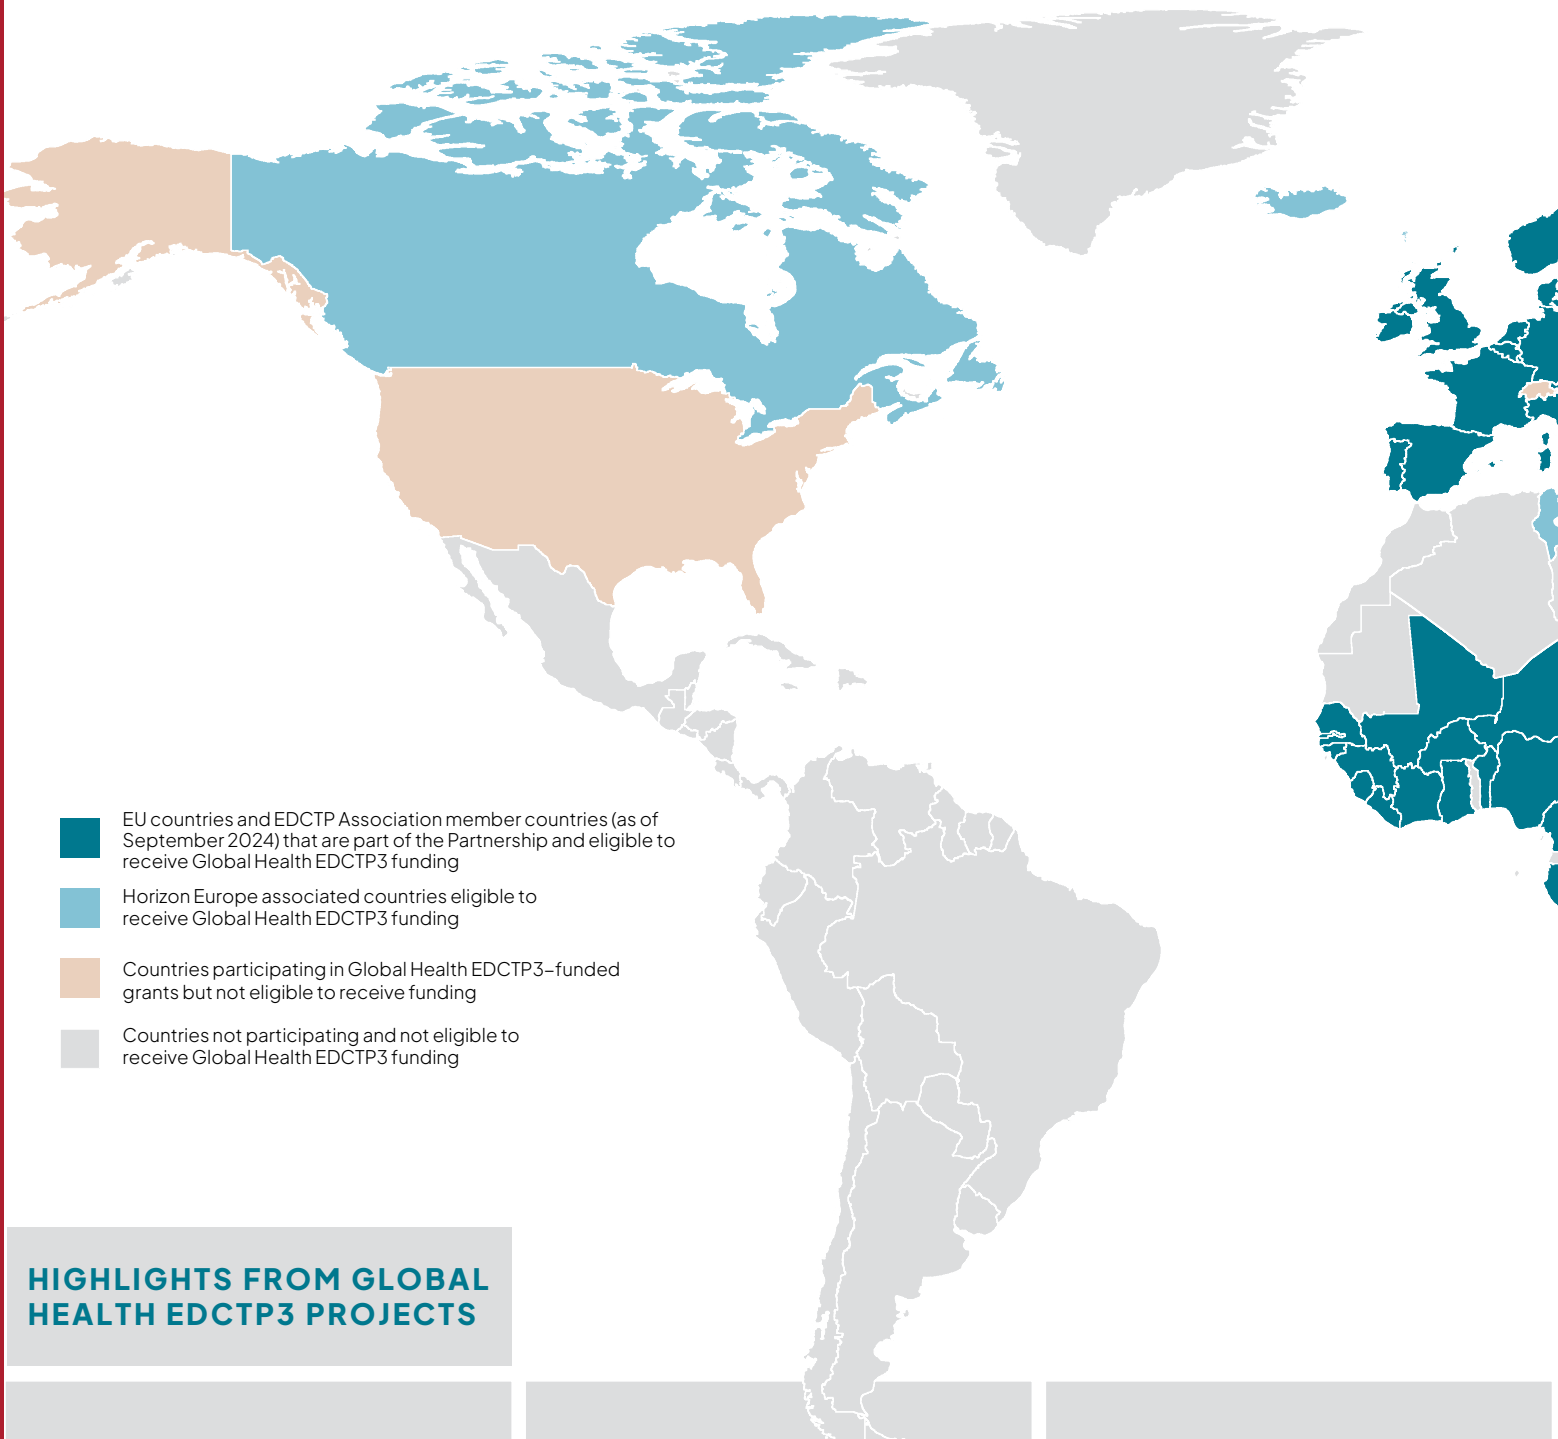 EU countries and EDCTP Association member countries (as of
September 2024) that are part of the Partnership and eligible to
receive Global Health EDCTP3 funding
Horizon Europe associated countries eligible to
receive Global Health EDCTP3 funding
Countries participating in Global Health EDCTP3–funded
grants but not eligible to receive funding
Countries not participating and not eligible to
receive Global Health EDCTP3 funding
HIGHLIGHTS FROM GLOBAL
HEALTH EDCTP3 PROJECTS